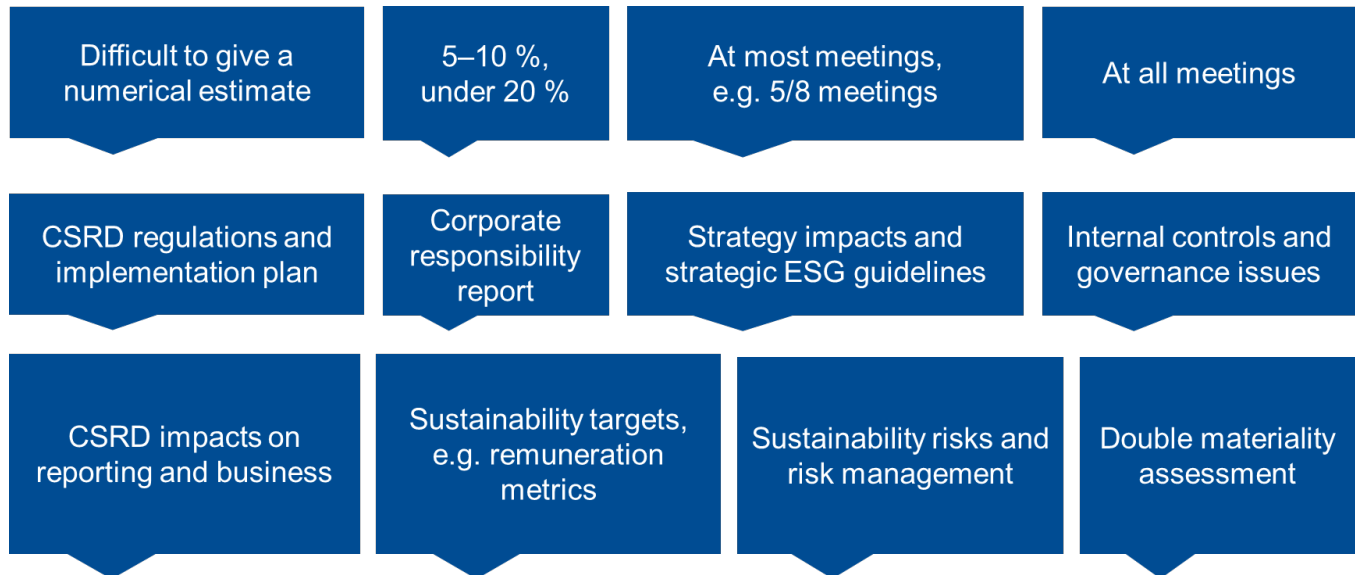 Difficult to give a
numerical estimate
5–10 %,
under 20 %
At most meetings,
e.g. 5/8 meetings
At all meetings
CSRD regulations and
implementation plan
Corporate
responsibility
report
Strategy impacts and
strategic ESG guidelines
Internal controls and
governance issues
CSRD impacts on
reporting and business
Sustainability targets,
e.g. remuneration
metrics
Sustainability risks and
risk management
Double materiality
assessment